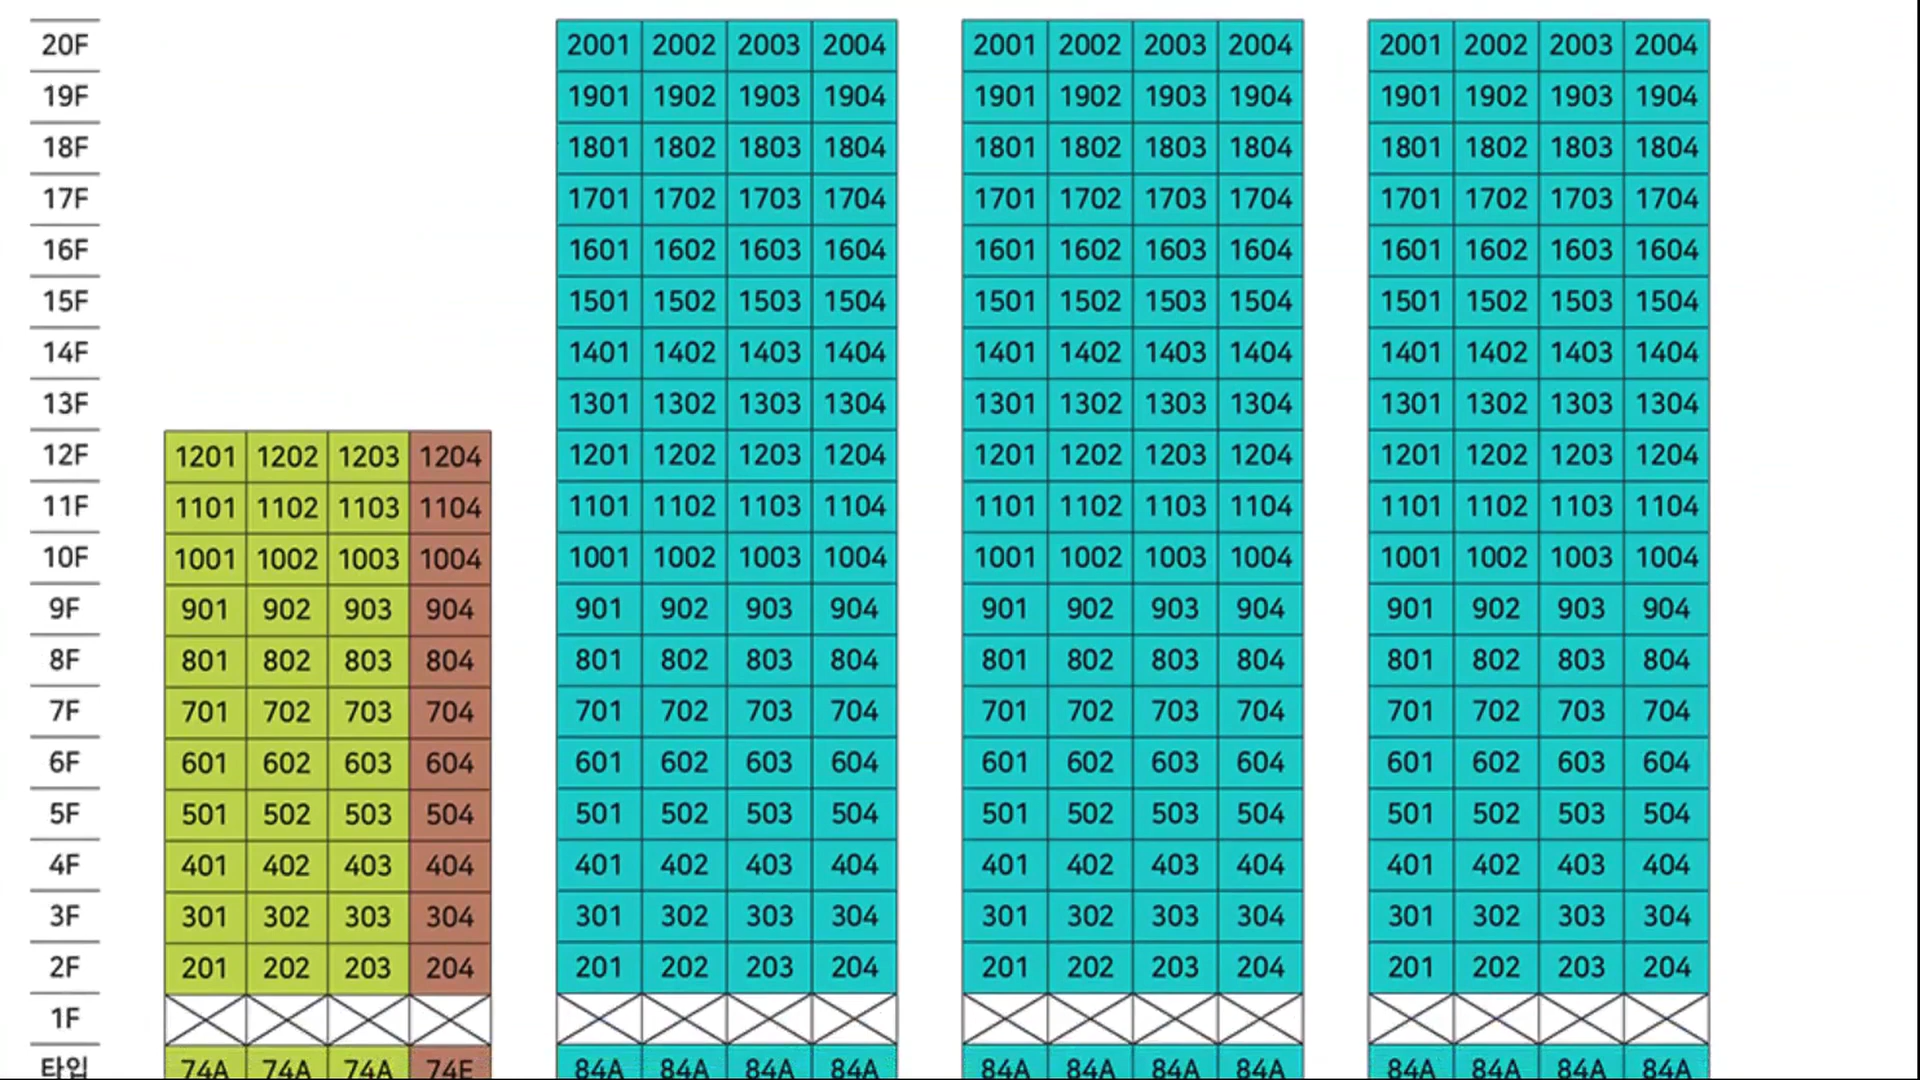 20F 2001 2002 2003 2004 2001 2002 2003 2004 2001 2002 2003 2004
19F 1901 1902 1903 1904 1901 1902 1903 1904 1901 1902 1903 1904
18F 1801 1802 1803 1804 1801 1802 1803 1804 1801 1802 1803 1804
17F 1701 1702 1703 1704 1701 1702 1703 1704 1701 1702 1703 1704
16F 1601 1602 1603 1604 1601 1602 1603 1604 1601 1602 1603 1604
15F 1501 1502 1503 1504 1501 1502 1503 1504 1501 1502 1503 1504
14F 1401 1402 1403 1404 1401 1402 1403 1404 1401 1402 1403 1404
13F 1301 1302 1303 1304 1301 1302 1303 1304 1301 1302 1303 1304
12F 1201 1202 1203 1204 1201 1202 1203 1204 1201 1202 1203 1204 1201 1202 1203 1204
11F 1101 1102 1103 1104 1101 1102 1103 1104 1101 1102 1103 1104 1101 1102 1103 1104
10F 1001 1002 1003 1004 1001 1002 1003 1004 1001 1002 1003 1004 1001 1002 1003 1004
9F 901 902 903 904 901 902 903 904 901 902 903 904 901 902 903 904
8F 801 802 803 804 801 802 803 804 801 802 803 804 801 802 803 804
7F 701 702 703 704 701 702 703 704 701 702 703 704 701 702 703 704
6F 601 602 603 604 601 602 603 604 601 602 603 604 601 602 603 604
5F 501 502 503 504 501 502 503 504 501 502 503 504 501 502 503 504
4F 401 402 403 404 401 402 403 404 401 402 403 404 401 402 403 404
3F 301 302 303 304 301 302 303 304 301 302 303 304 301 302 303 304
2F 201 202 203 204 201 202 203 204 201 202 203 204 201 202 203 204
1F
타입 74A 74A 74A 74E 84A 84A 84A 84A 84A 84A 84A 84A 84A 84A 84A 84A